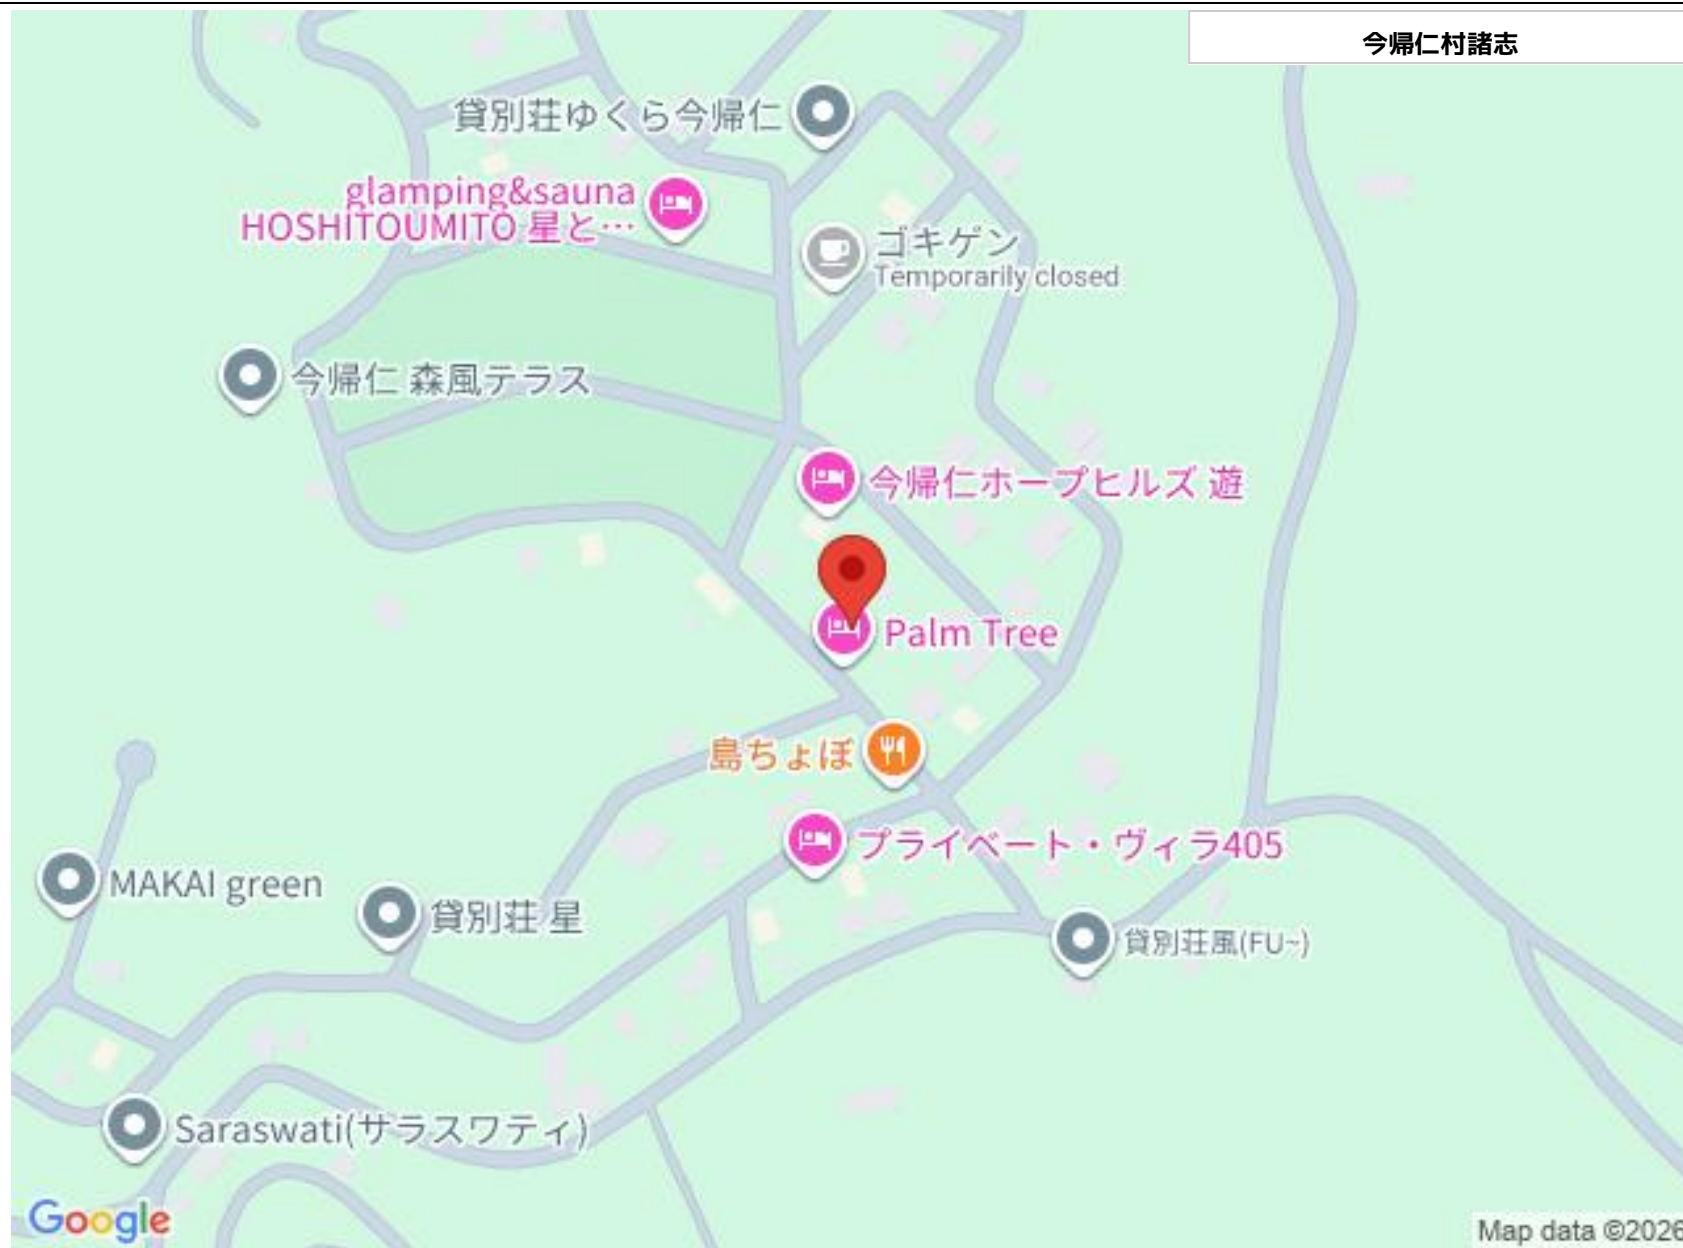 今帰仁村諸志
貸別荘ゆくら今帰仁
glamping&sauna
HOSHITOUMITO 星と…
ゴキゲン
Temporarily closed
今帰仁 森風テラス
今帰仁ホープヒルズ 遊
Palm Tree
島ちょぼ
プライベート・ヴィラ405
MAKAI green
貸別荘 星
貸別荘風(FU~)
Saraswati(サラスワティ)
Google
Map data ©2026